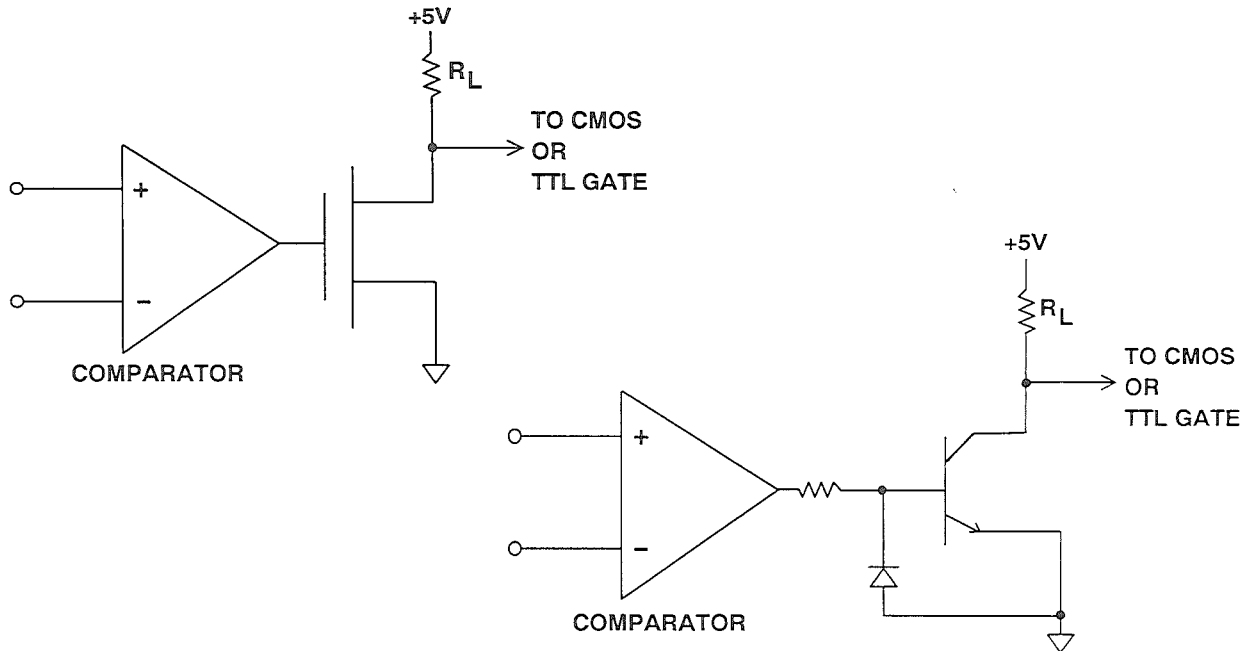 +5V
R_L
TO CMOS
OR
TTL GATE
+
−
COMPARATOR
+5V
R_L
TO CMOS
OR
TTL GATE
+
−
COMPARATOR